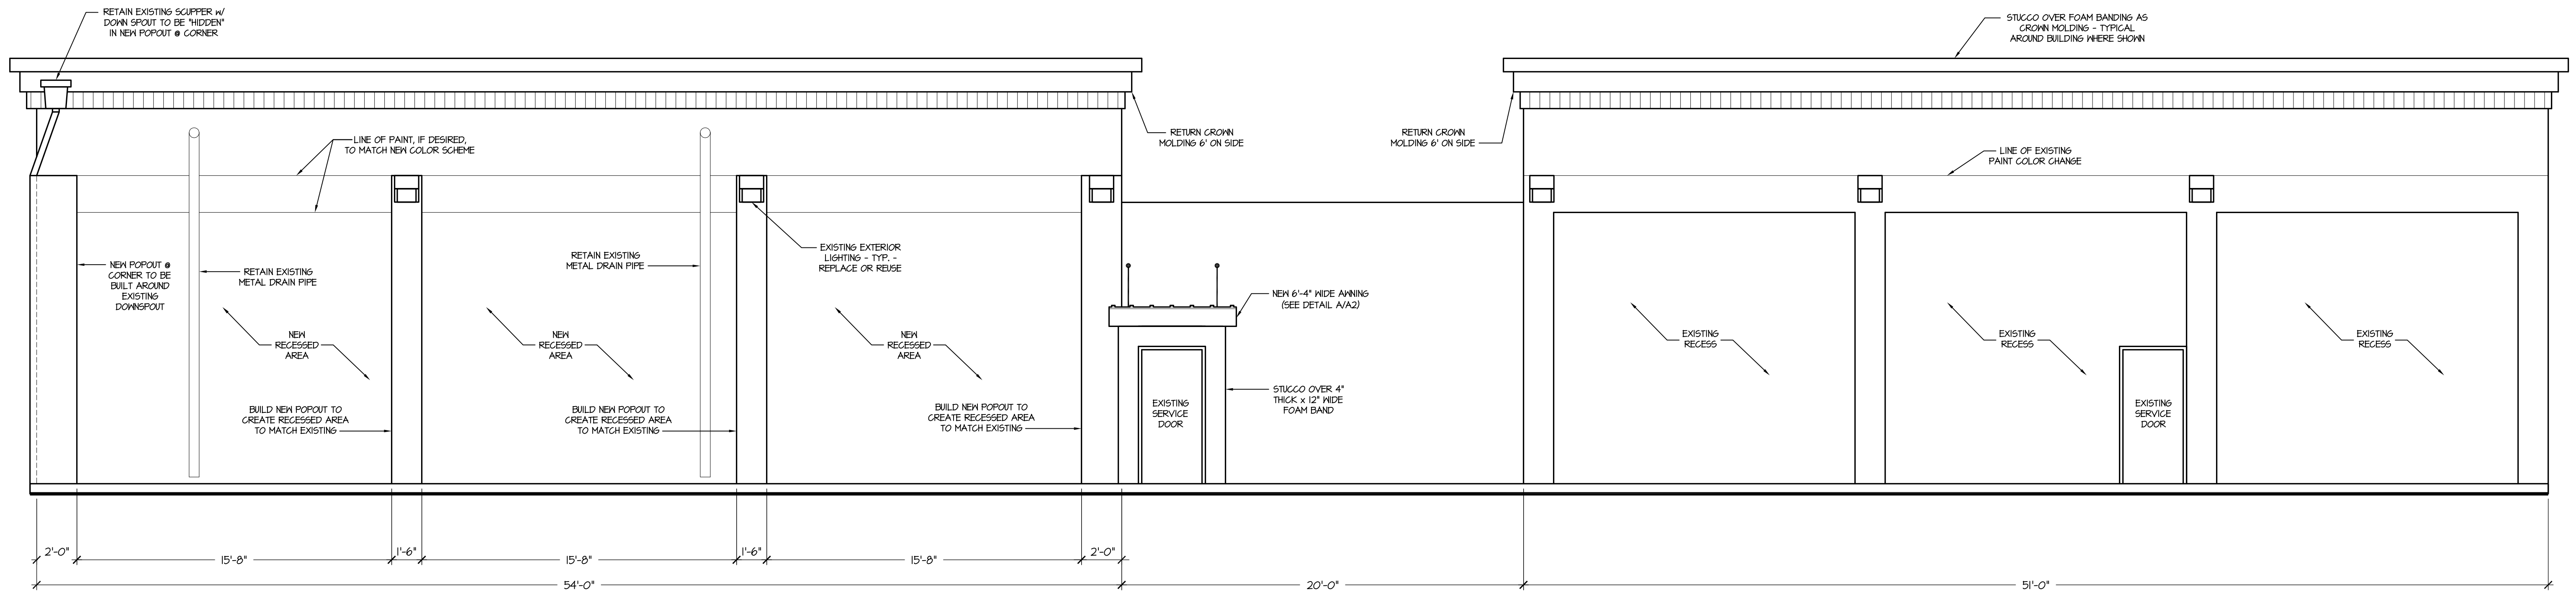 RETAIN EXISTING SCUPPER w/
DOWN SPOUT TO BE "HIDDEN"
IN NEW POPOUT @ CORNER
STUCCO OVER FOAM BANDING AS
CROWN MOLDING - TYPICAL
AROUND BUILDING WHERE SHOWN
LINE OF PAINT, IF DESIRED,
TO MATCH NEW COLOR SCHEME
RETURN CROWN
MOLDING 6' ON SIDE
RETURN CROWN
MOLDING 6' ON SIDE
LINE OF EXISTING
PAINT COLOR CHANGE
NEW POPOUT @
CORNER TO BE
BUILT AROUND
EXISTING
DOWNSPOUT
RETAIN EXISTING
METAL DRAIN PIPE
RETAIN EXISTING
METAL DRAIN PIPE
EXISTING EXTERIOR
LIGHTING - TYP. -
REPLACE OR REUSE
NEW 6'-4" WIDE AWNING
(SEE DETAIL A/A2)
NEW
RECESSED
AREA
NEW
RECESSED
AREA
NEW
RECESSED
AREA
EXISTING
RECESS
EXISTING
RECESS
EXISTING
RECESS
BUILD NEW POPOUT TO
CREATE RECESSED AREA
TO MATCH EXISTING
BUILD NEW POPOUT TO
CREATE RECESSED AREA
TO MATCH EXISTING
BUILD NEW POPOUT TO
CREATE RECESSED AREA
TO MATCH EXISTING
EXISTING
SERVICE
DOOR
STUCCO OVER 4"
THICK x 12" WIDE
FOAM BAND
EXISTING
SERVICE
DOOR
2'-0"
15'-8"
1'-6"
15'-8"
1'-6"
15'-8"
2'-0"
54'-0"
20'-0"
51'-0"